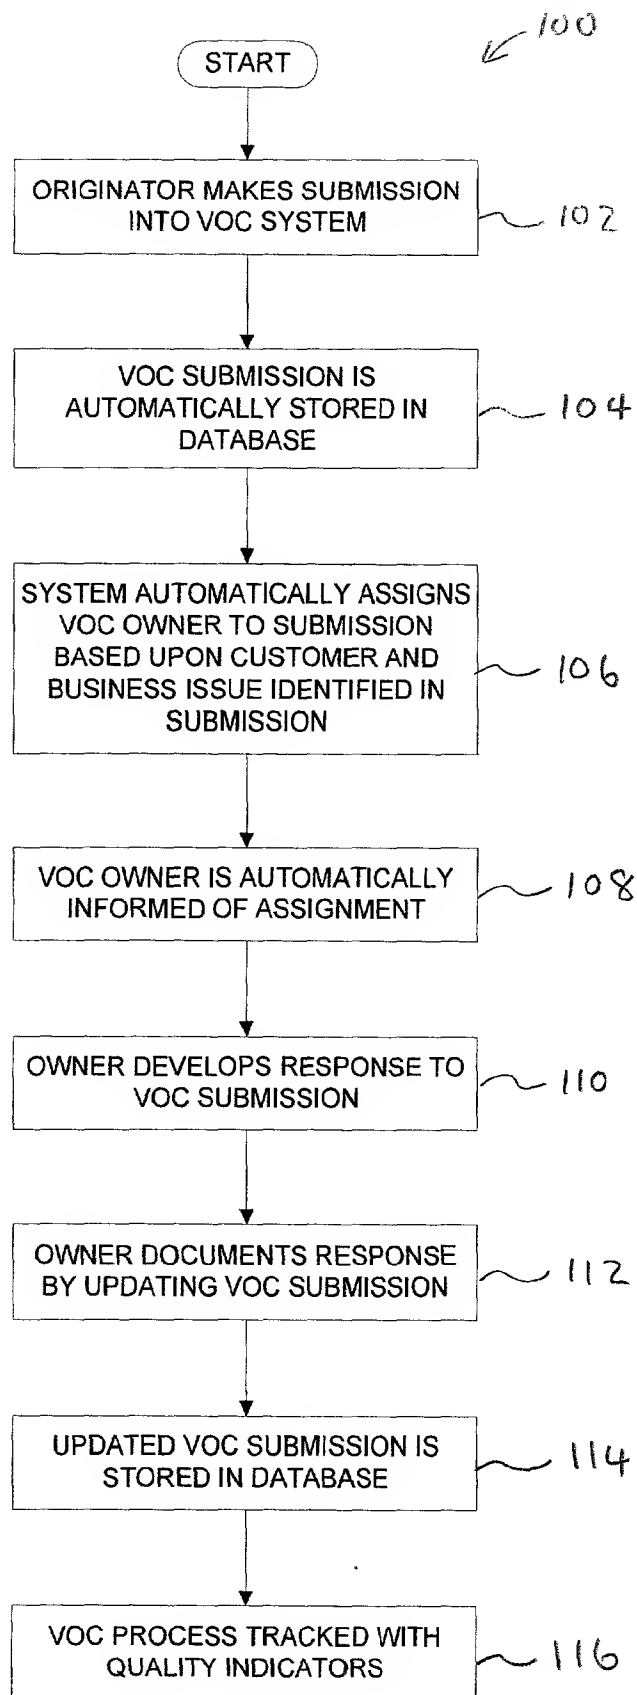 100
START
ORIGINATOR MAKES SUBMISSION
INTO VOC SYSTEM
102
VOC SUBMISSION IS
AUTOMATICALLY STORED IN
DATABASE
104
SYSTEM AUTOMATICALLY ASSIGNS
VOC OWNER TO SUBMISSION
BASED UPON CUSTOMER AND
BUSINESS ISSUE IDENTIFIED IN
SUBMISSION
106
VOC OWNER IS AUTOMATICALLY
INFORMED OF ASSIGNMENT
108
OWNER DEVELOPS RESPONSE TO
VOC SUBMISSION
110
OWNER DOCUMENTS RESPONSE
BY UPDATING VOC SUBMISSION
112
UPDATED VOC SUBMISSION IS
STORED IN DATABASE
114
VOC PROCESS TRACKED WITH
QUALITY INDICATORS
116